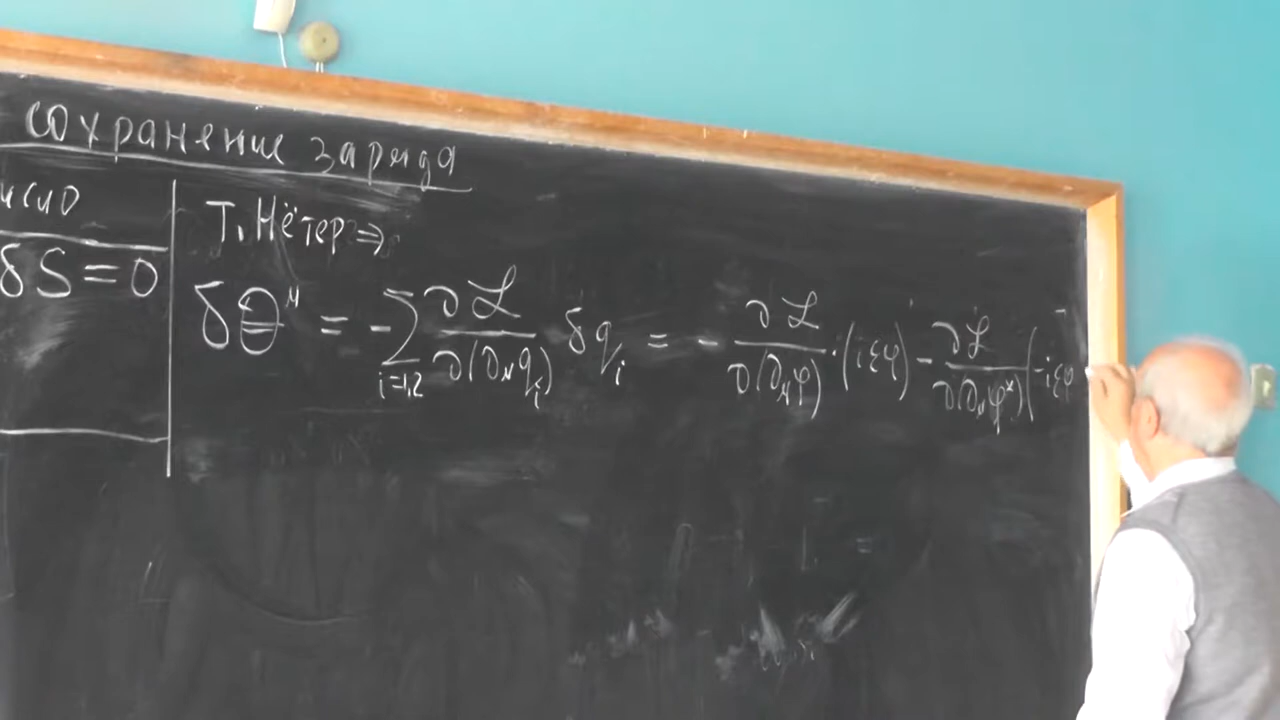 сохранение заряда
δS = 0
Т. Нётер ⇒
δΘ^μ = - ∑_{i=1,2} ∂ℒ/∂(∂_μ q_i) δq_i = - ∂ℒ/∂(∂_μ φ) · (iεφ) - ∂ℒ/∂(∂_μ φ*) (-iεφ